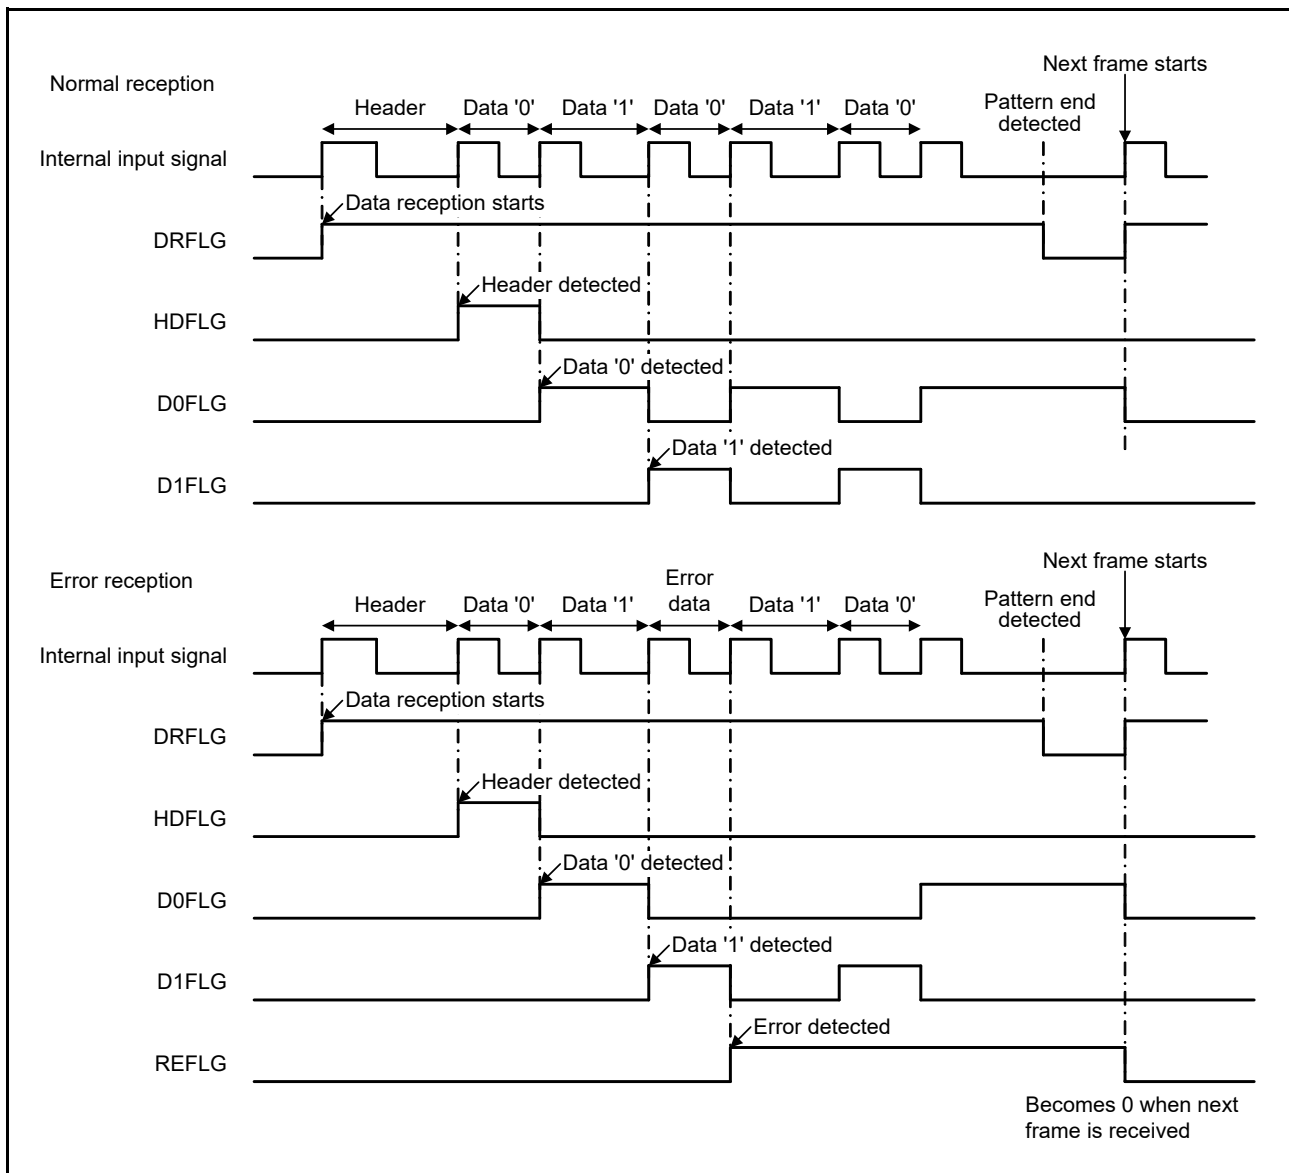 Next frame starts
Normal reception
Header Data '0' Data '1' Data '0' Data '1' Data '0'
Pattern end
detected
Internal input signal
Data reception starts
DRFLG
Header detected
HDFLG
Data '0' detected
D0FLG
Data '1' detected
D1FLG
Next frame starts
Error reception
Header Data '0' Data '1' Error
data Data '1' Data '0'
Pattern end
detected
Internal input signal
Data reception starts
DRFLG
Header detected
HDFLG
Data '0' detected
D0FLG
Data '1' detected
D1FLG
Error detected
REFLG
Becomes 0 when next
frame is received